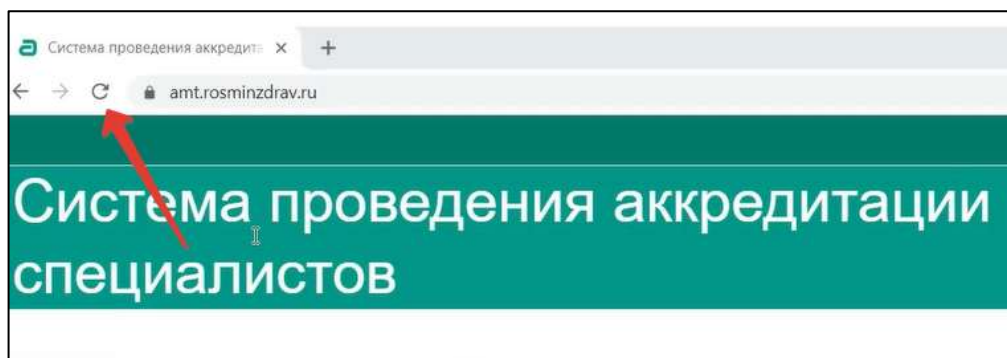 Система проведения аккредита
amt.rosminzdrav.ru
Система проведения аккредитации
специалистов